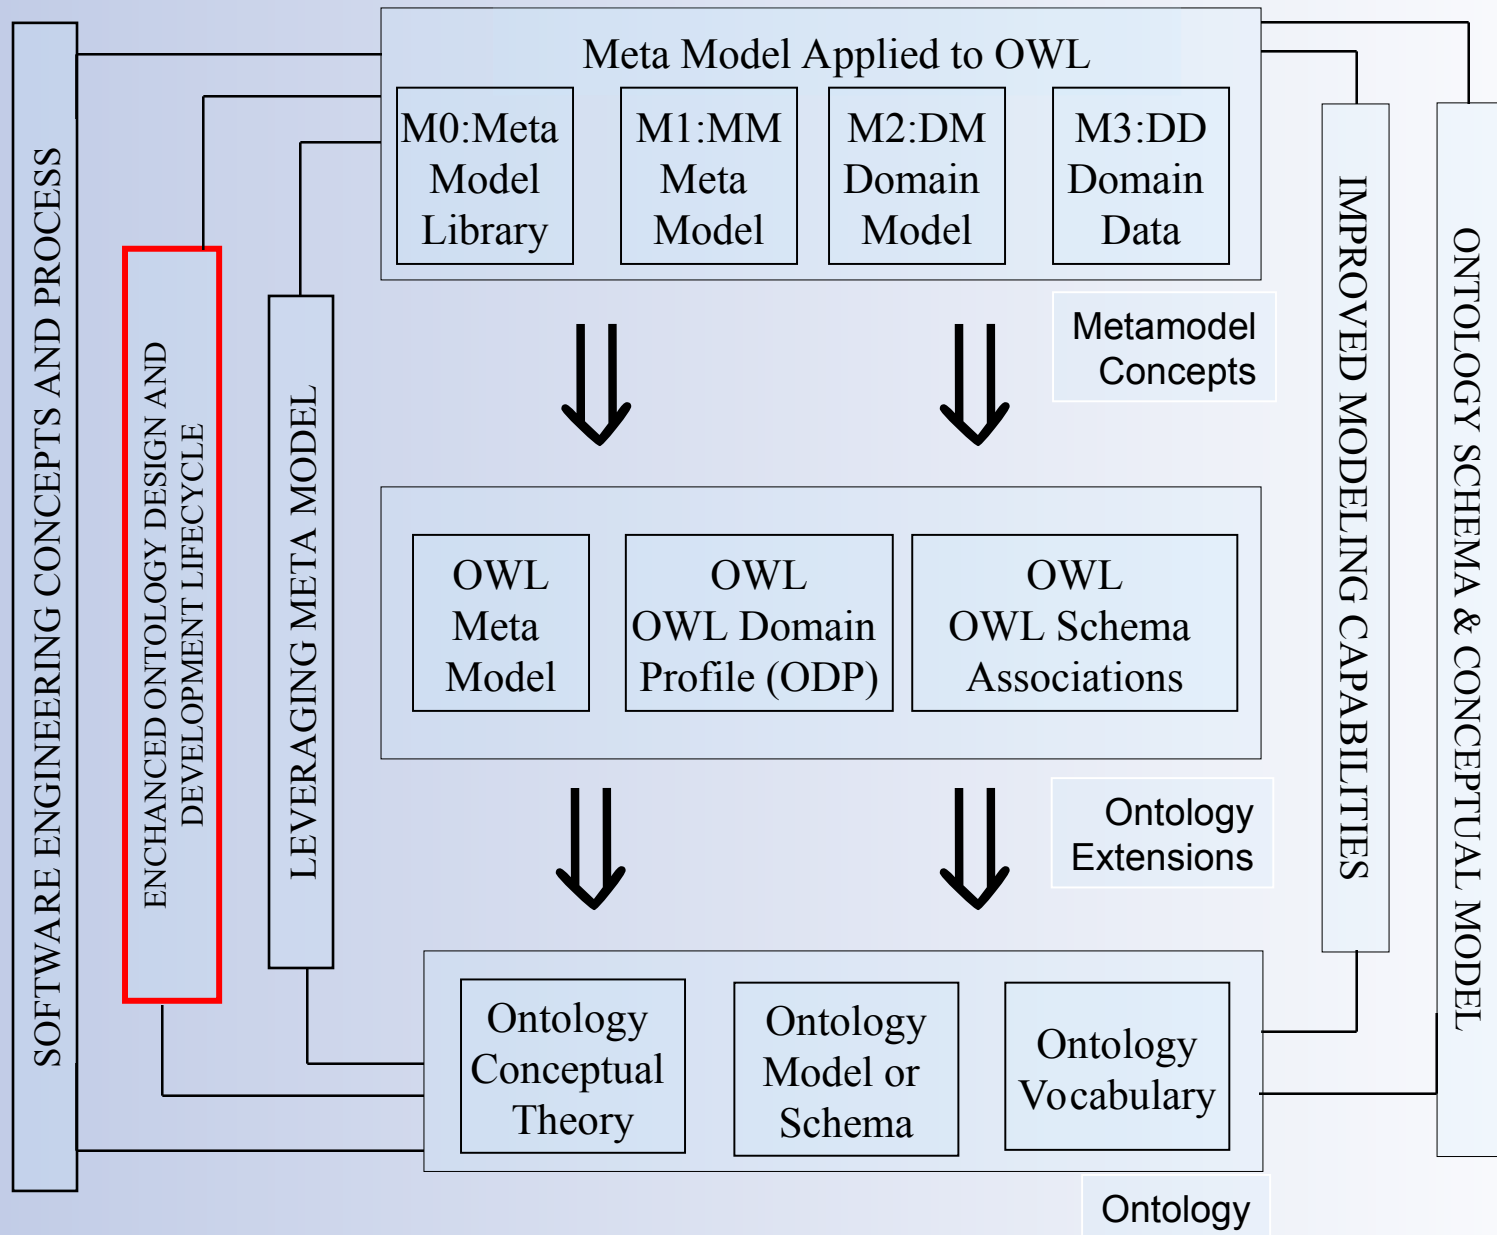 Meta Model Applied to OWL
M0:Meta
Model
Library
M1:MM
Meta
Model
M2:DM
Domain
Model
M3:DD
Domain
Data
Metamodel
Concepts
OWL
Meta
Model
OWL
OWL Domain
Profile (ODP)
OWL
OWL Schema
Associations
Ontology
Extensions
Ontology
Conceptual
Theory
Ontology
Model or
Schema
Ontology
Vocabulary
Ontology
SOFTWARE ENGINEERING CONCEPTS AND PROCESS
ENCHANCED ONTOLOGY DESIGN AND
DEVELOPMENT LIFECYCLE
LEVERAGING META MODEL
IMPROVED MODELING CAPABILITIES
ONTOLOGY SCHEMA & CONCEPTUAL MODEL